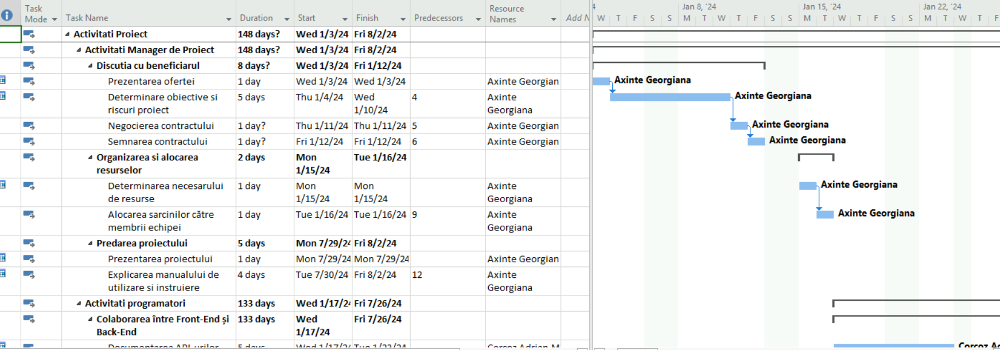 Task Mode Task Name Duration Start Finish Predecessors Resource Names Add N
4 Jan 8, '24 Jan 15, '24 Jan 22, '24
W T F S S M T W T F S S M T W T F S S M T W T F
Activitati Proiect 148 days? Wed 1/3/24 Fri 8/2/24
Activitati Manager de Proiect 148 days? Wed 1/3/24 Fri 8/2/24
Discutia cu beneficiarul 8 days? Wed 1/3/24 Fri 1/12/24
Prezentarea ofertei 1 day Wed 1/3/24 Wed 1/3/24 Axinte Georgian Axinte Georgiana
Determinare obiective si riscuri proiect 5 days Thu 1/4/24 Wed 1/10/24 4 Axinte Georgiana Axinte Georgiana
Negocierea contractului 1 day? Thu 1/11/24 Thu 1/11/24 5 Axinte Georgian Axinte Georgiana
Semnarea contractului 1 day? Fri 1/12/24 Fri 1/12/24 6 Axinte Georgian Axinte Georgiana
Organizarea si alocarea resurselor 2 days Mon 1/15/24 Tue 1/16/24
Determinarea necesarului de resurse 1 day Mon 1/15/24 Mon 1/15/24 Axinte Georgiana Axinte Georgiana
Alocarea sarcinilor către membrii echipei 1 day Tue 1/16/24 Tue 1/16/24 9 Axinte Georgiana Axinte Georgiana
Predarea proiectului 5 days Mon 7/29/24 Fri 8/2/24
Prezentarea proiectului 1 day Mon 7/29/24 Mon 7/29/24 Axinte Georgian
Explicarea manualului de utilizare si instruiere 4 days Tue 7/30/24 Fri 8/2/24 12 Axinte Georgiana
Activitati programatori 133 days Wed 1/17/24 Fri 7/26/24
Colaborarea între Front-End și Back-End 133 days Wed 1/17/24 Fri 7/26/24
Documentarea API-urilor 5 days Wed 1/17/24 Tue 1/23/24 Corcoz Adrian M Corcoz A